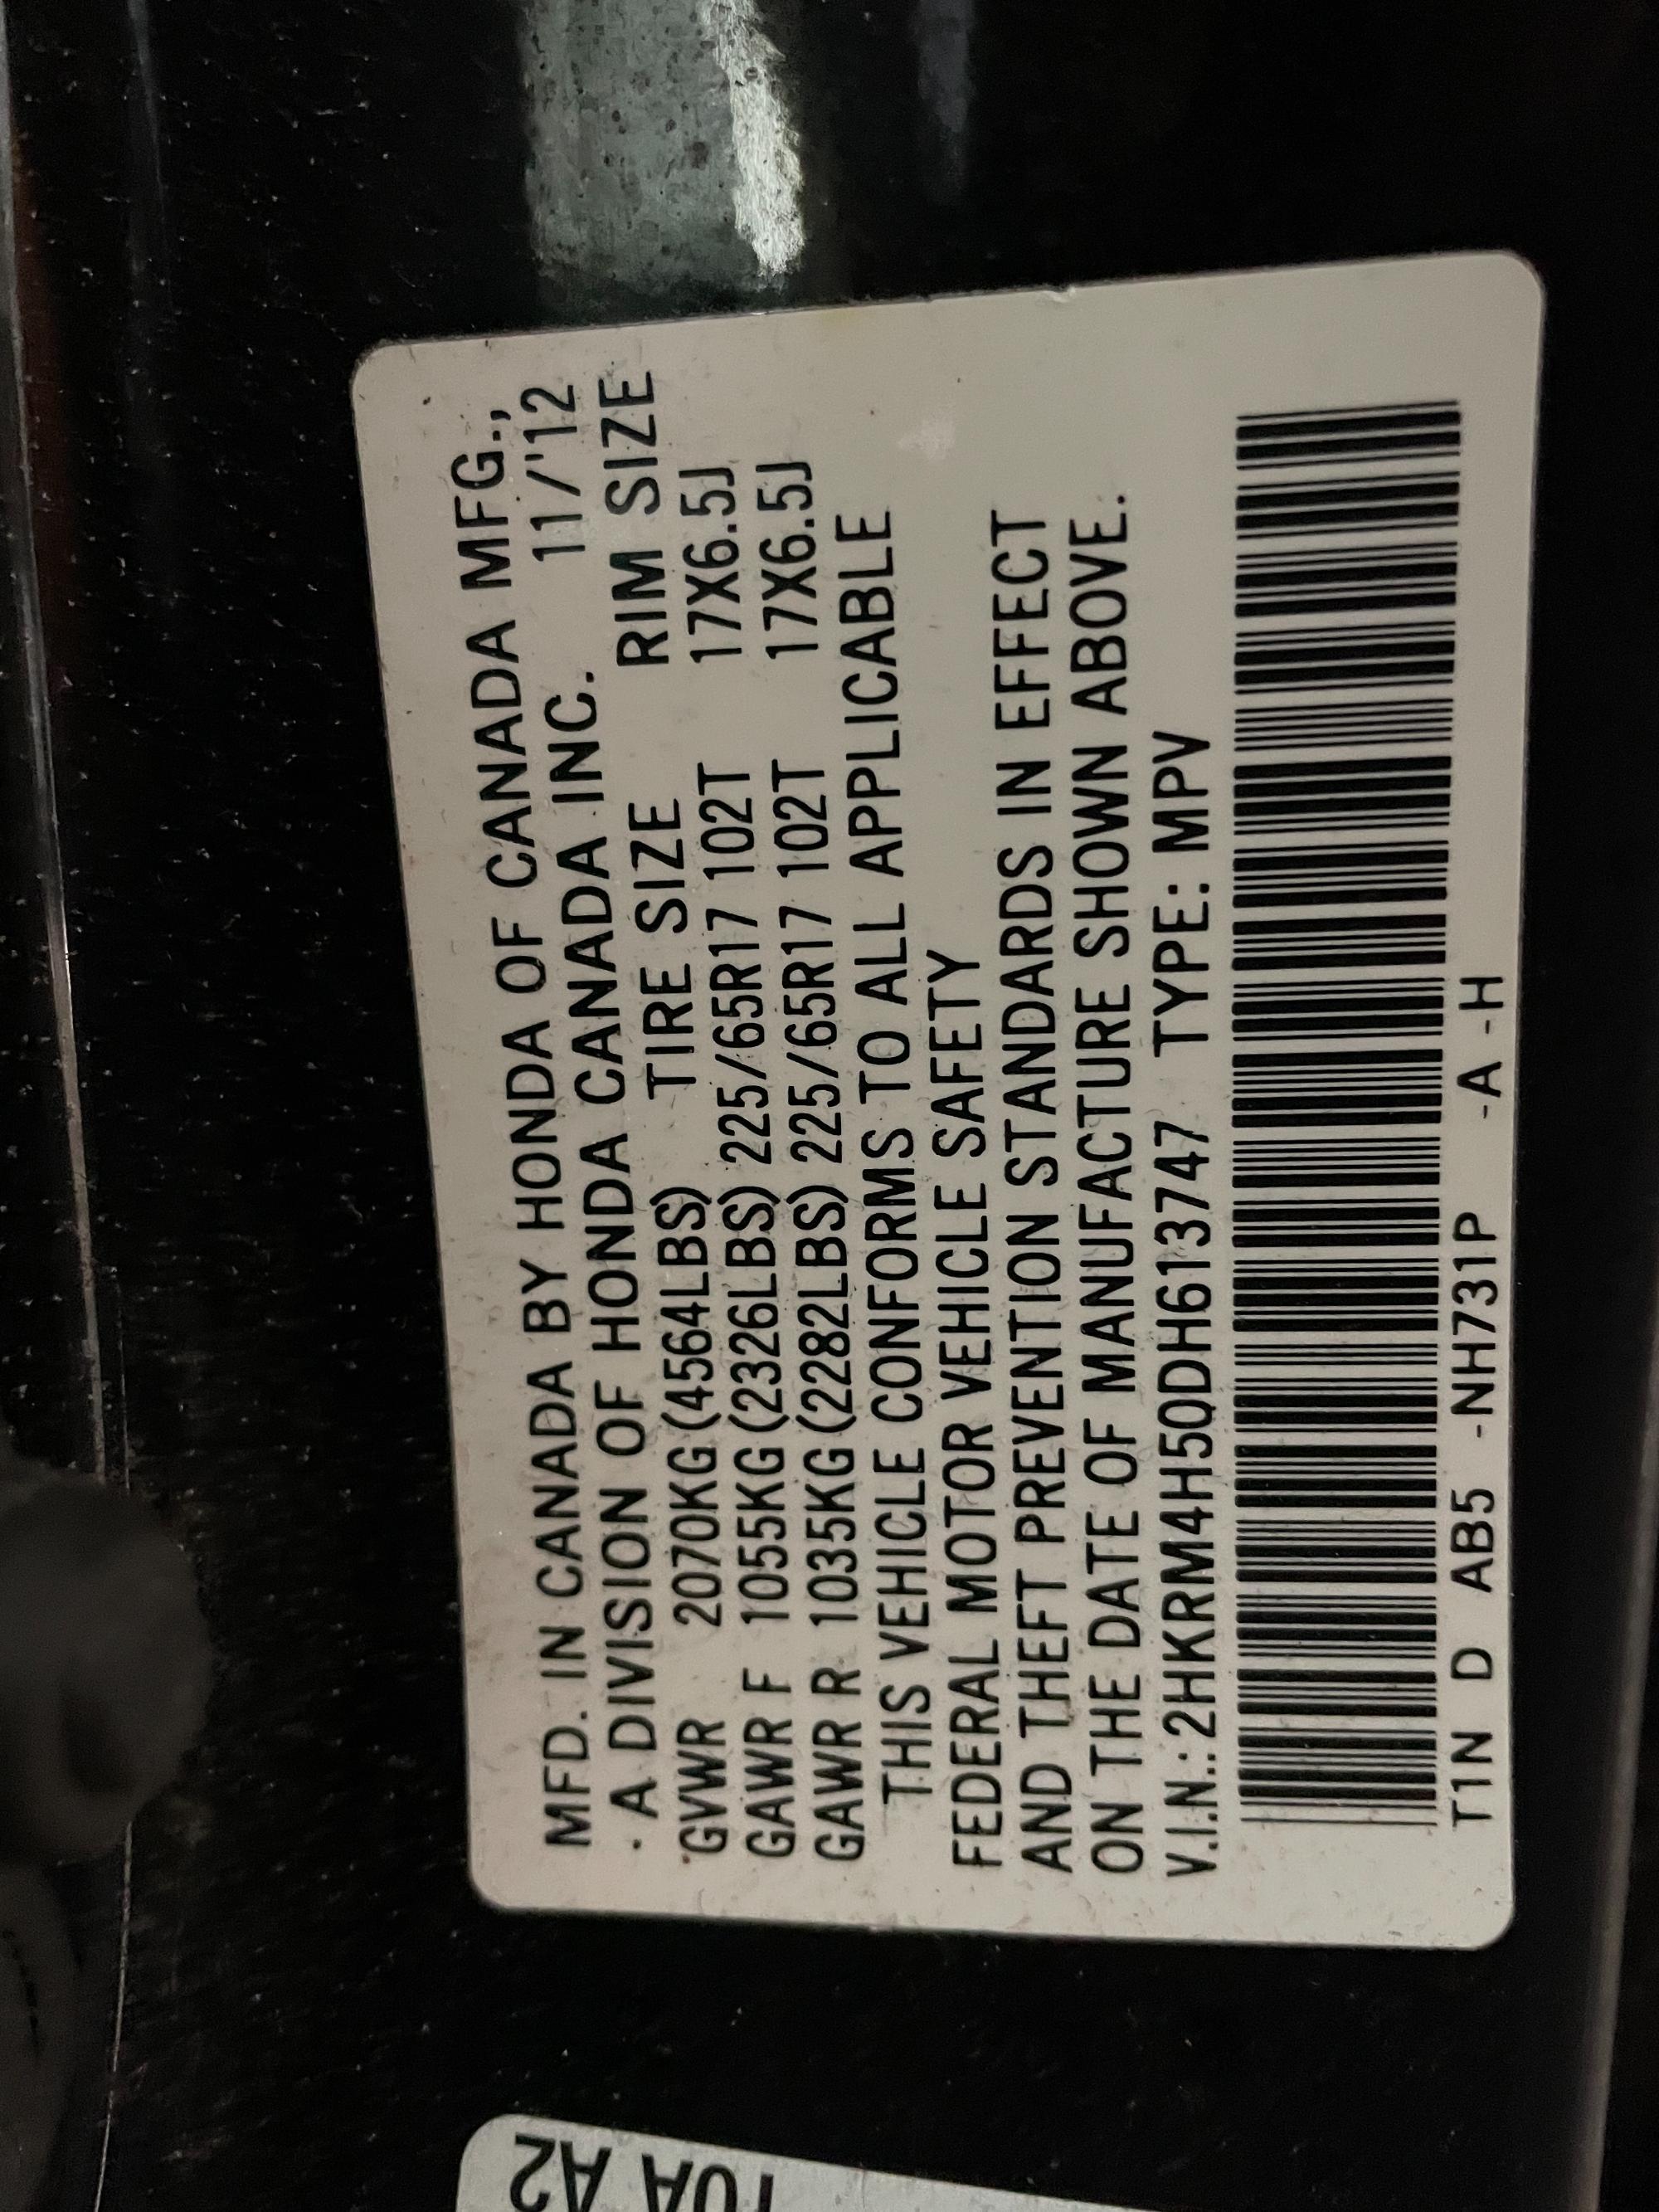 MFD. IN CANADA BY HONDA OF CANADA MFG.,
A DIVISION OF HONDA CANADA INC. 11/'12
GVWR 2070KG (4564LBS) TIRE SIZE RIM SIZE
GAWR F 1055KG (2326LBS) 225/65R17 102T 17X6.5J
GAWR R 1035KG (2282LBS) 225/65R17 102T 17X6.5J
THIS VEHICLE CONFORMS TO ALL APPLICABLE
FEDERAL MOTOR VEHICLE SAFETY
AND THEFT PREVENTION STANDARDS IN EFFECT
ON THE DATE OF MANUFACTURE SHOWN ABOVE.
V.I.N.: 2HKRM4H50DH613747 TYPE: MPV
T1N D AB5 -NH731P -A -H
A2